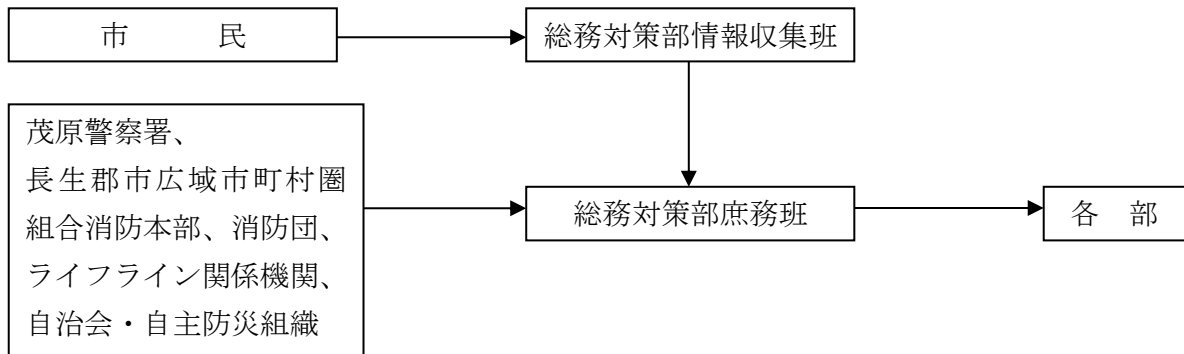 市　　　民
総務対策部情報収集班
茂原警察署、
長生郡市広域市町村圏
組合消防本部、消防団、
ライフライン関係機関、
自治会・自主防災組織
総務対策部庶務班
各　部